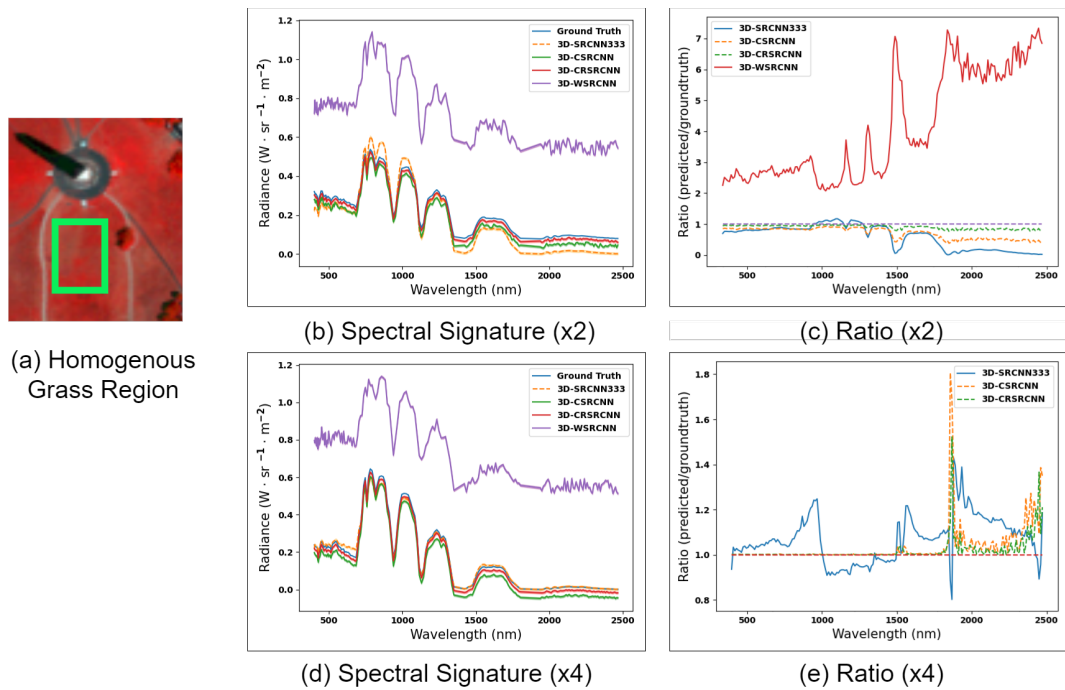 1.2
1.0
0.8
0.6
0.4
0.2
0.0
Radiance (W · sr⁻¹ · m⁻²)
500
1000
1500
2000
2500
Wavelength (nm)
Ground Truth
3D-SRCNN333
3D-CSRCNN
3D-CRSRCNN
3D-WSRCNN
(b) Spectral Signature (x2)
7
6
5
4
3
2
1
0
Ratio (predicted/groundtruth)
500
1000
1500
2000
2500
Wavelength (nm)
3D-SRCNN333
3D-CSRCNN
3D-CRSRCNN
3D-WSRCNN
(c) Ratio (x2)
(a) Homogenous
Grass Region
1.2
1.0
0.8
0.6
0.4
0.2
0.0
Radiance (W · sr⁻¹ · m⁻²)
500
1000
1500
2000
2500
Wavelength (nm)
Ground Truth
3D-SRCNN333
3D-CSRCNN
3D-CRSRCNN
3D-WSRCNN
(d) Spectral Signature (x4)
1.8
1.6
1.4
1.2
1.0
0.8
Ratio (predicted/groundtruth)
500
1000
1500
2000
2500
Wavelength (nm)
3D-SRCNN333
3D-CSRCNN
3D-CRSRCNN
(e) Ratio (x4)